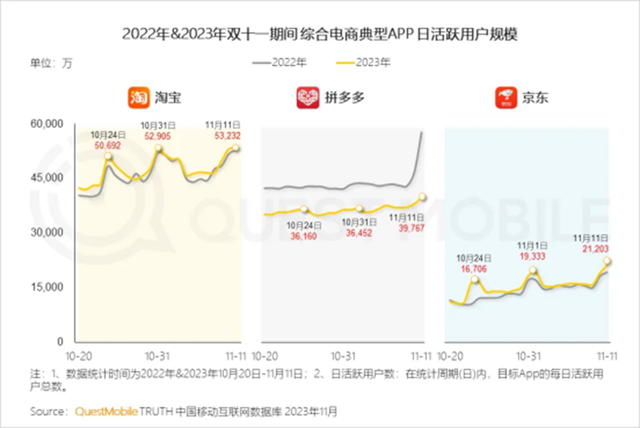 2022年&2023年双十一期间 综合电商典型APP 日活跃用户规模
单位：万
2022年 2023年
淘 淘宝
拼多多
京东
60,000
45,000
30,000
15,000
0
10月24日
50,692
10月31日
52,905
11月11日
53,232
10月24日
36,160
10月31日
36,452
11月11日
39,767
10月24日
16,706
11月1日
19,333
11月11日
21,203
10-20 10-31 11-11
10-20 10-31 11-11
10-20 10-31 11-11
QUESTMOBILE
注：1、数据统计时间为2022年&2023年10月20日-11月11日；2、日活跃用户数：在统计周期(日)内，目标App的每日活跃用
户总数。
Source： QuestMobile TRUTH 中国移动互联网数据库 2023年11月